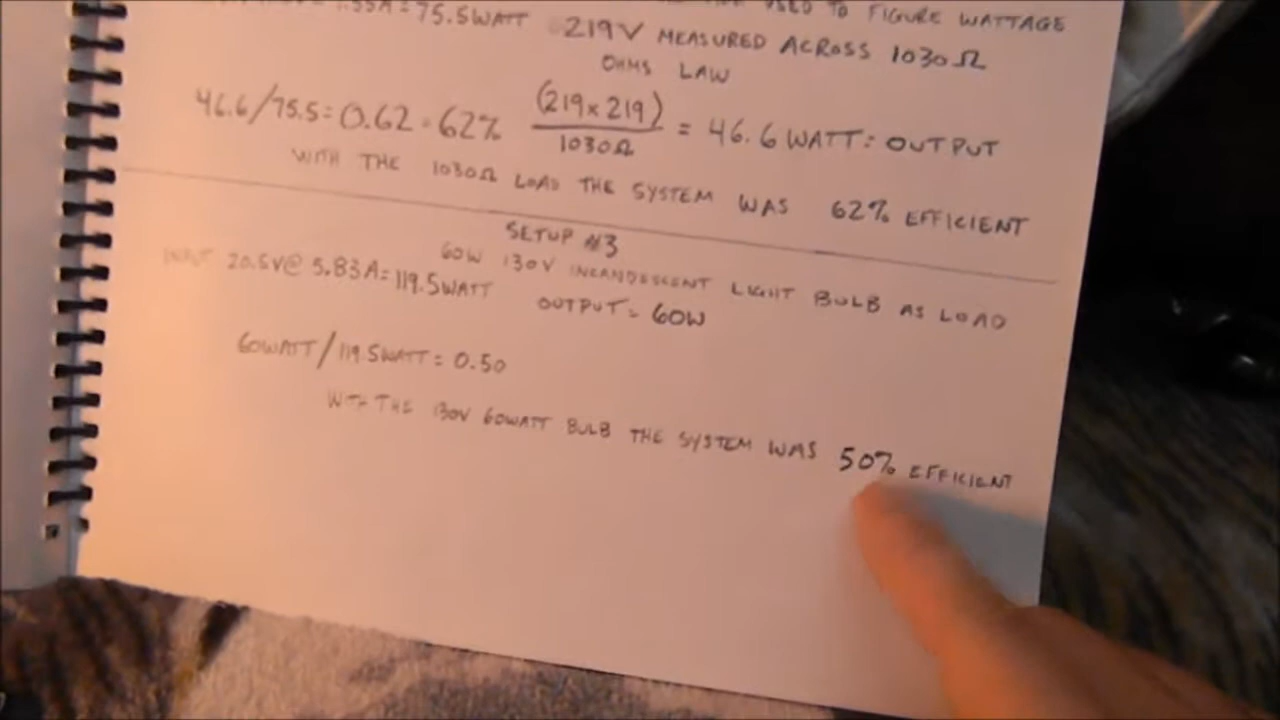 USED TO FIGURE WATTAGE
= 75.5WATT 219V MEASURED ACROSS 1030Ω
OHMS LAW
46.6/75.5=0.62=62% (219x219)/1030Ω = 46.6 WATT: OUTPUT
WITH THE 1030Ω LOAD THE SYSTEM WAS 62% EFFICIENT
SETUP #3
60W 130V INCANDESCENT LIGHT BULB AS LOAD
20.5V@ 5.83A=119.5WATT OUTPUT= 60W
60WATT/119.5WATT= 0.50
WITH THE 130V 60WATT BULB THE SYSTEM WAS 50% EFFICIENT